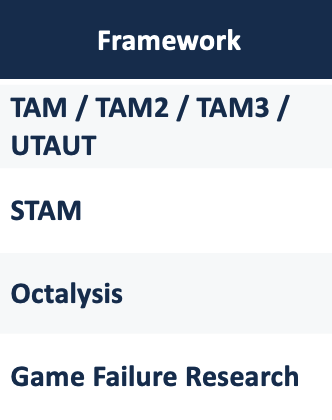 Framework
TAM / TAM2 / TAM3 /
UTAUT
STAM
Octalysis
Game Failure Research